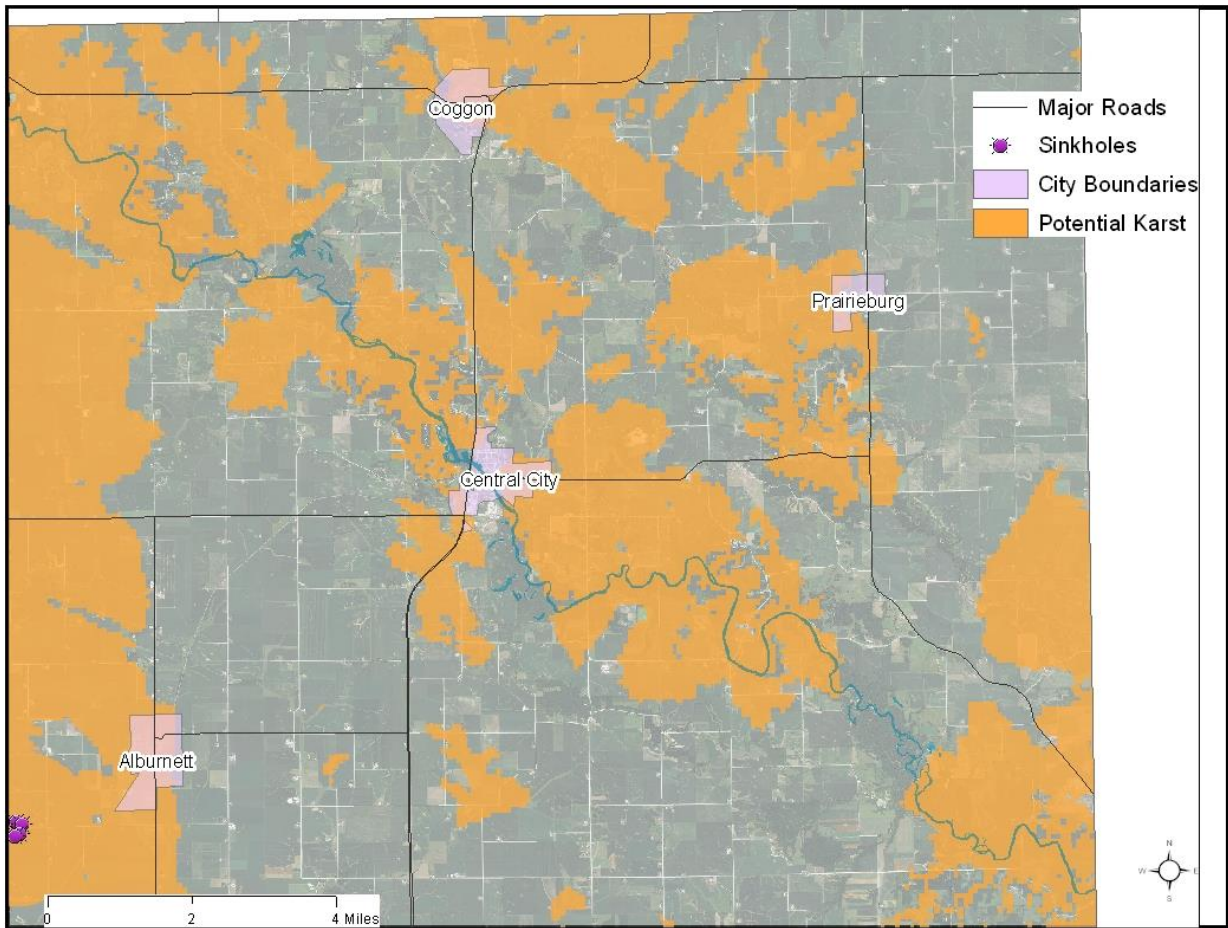 Coggon
Major Roads
Sinkholes
City Boundaries
Potential Karst
Prairieburg
Central City
Alburnett
N
W E
S
0 2 4 Miles